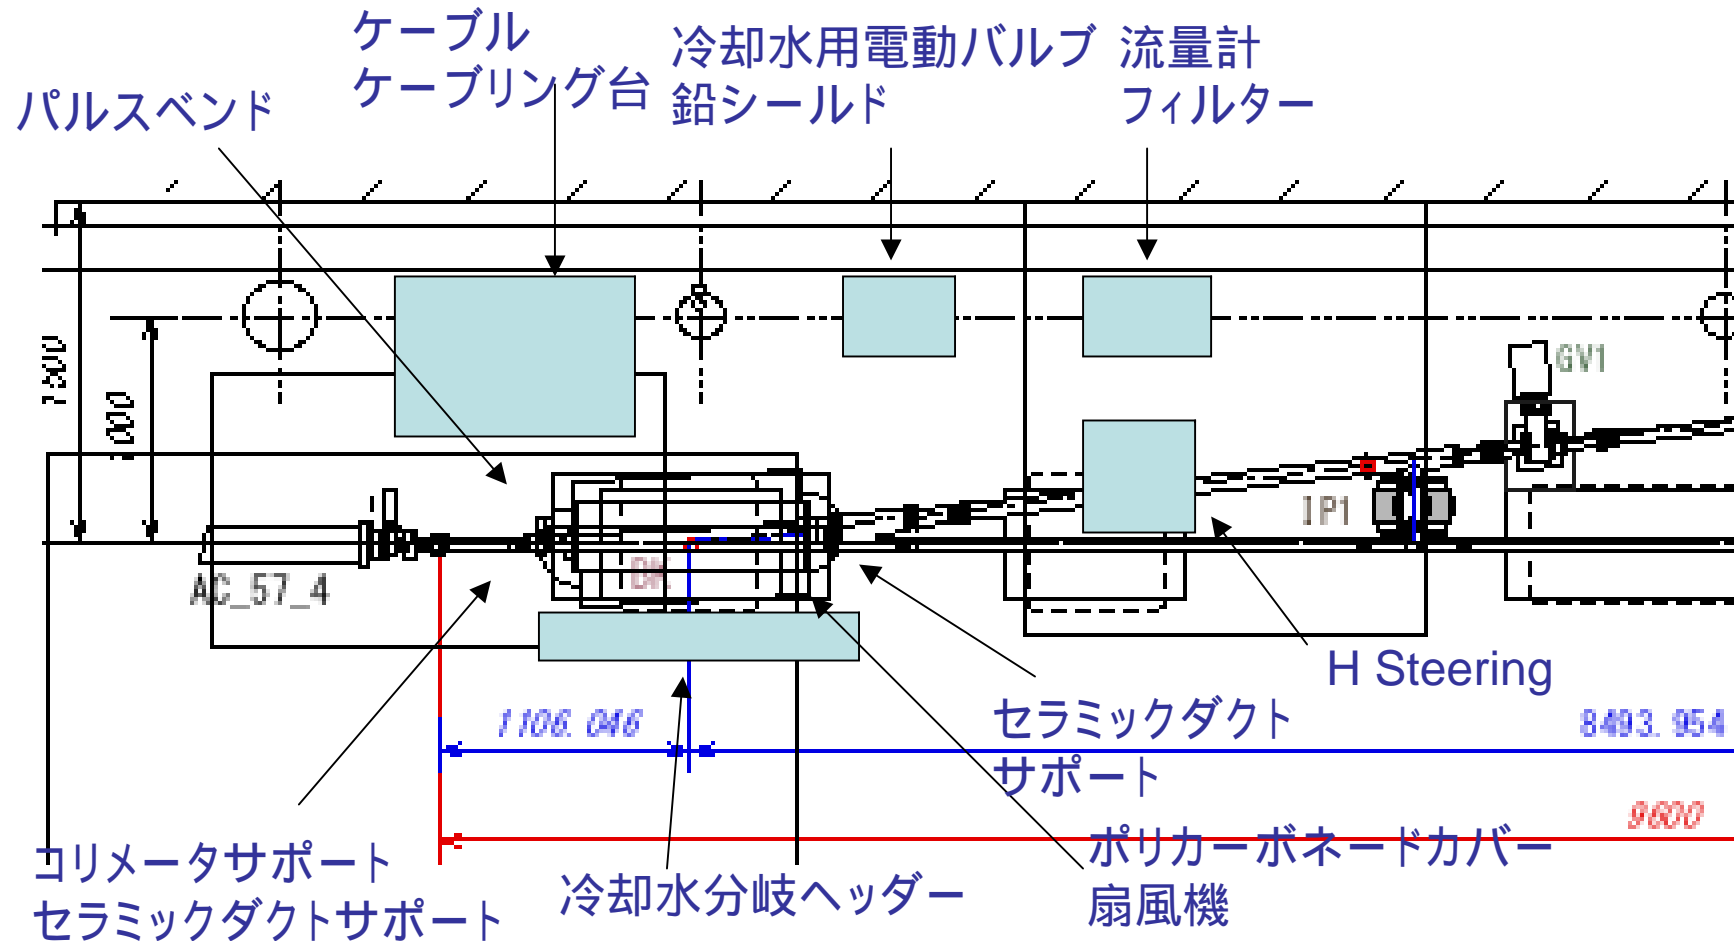 ケーブル
ケーブリング台
冷却水用電動バルブ
鉛シールド
流量計
フィルター
パルスベンド
GV1
IP1
AC_57_4
BM
H Steering
1106.046
セラミックダクト
サポート
8493.954
9600
コリメータサポート
セラミックダクトサポート
冷却水分岐ヘッダー
ポリカーボネードカバー
扇風機